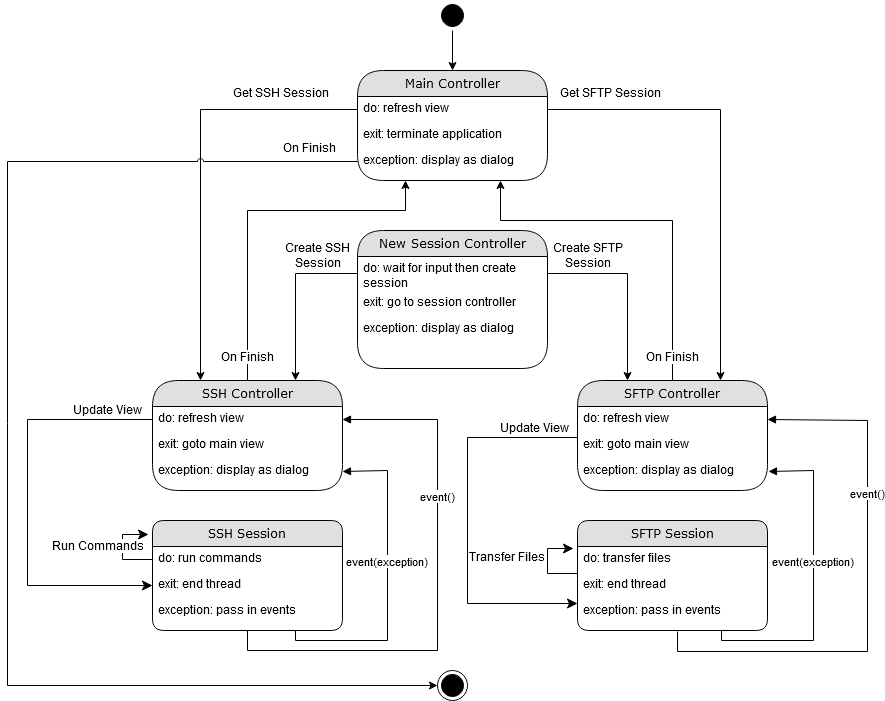 Main Controller
do: refresh view
exit: terminate application
exception: display as dialog
Get SSH Session
Get SFTP Session
On Finish
New Session Controller
do: wait for input then create
session
exit: go to session controller
exception: display as dialog
Create SSH
Session
Create SFTP
Session
On Finish
On Finish
SSH Controller
do: refresh view
exit: goto main view
exception: display as dialog
Update View
SFTP Controller
do: refresh view
exit: goto main view
exception: display as dialog
Update View
event()
event()
SSH Session
do: run commands
exit: end thread
exception: pass in events
Run Commands
event(exception)
SFTP Session
do: transfer files
exit: end thread
exception: pass in events
Transfer Files
event(exception)